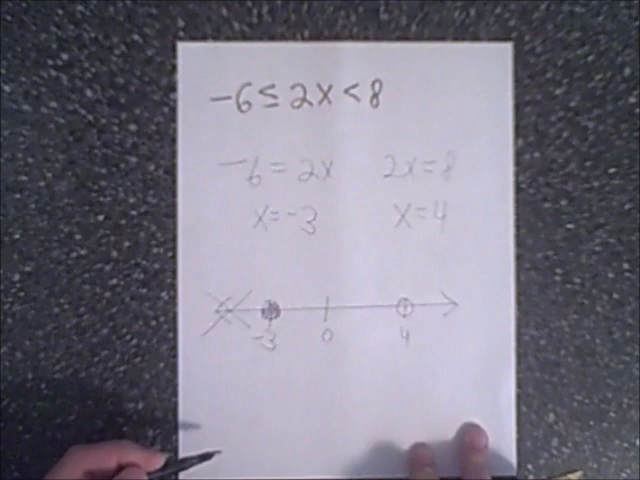 -6 ≤ 2x < 8
-6 = 2x 2x = 8
x = -3 x = 4
-3 0 4